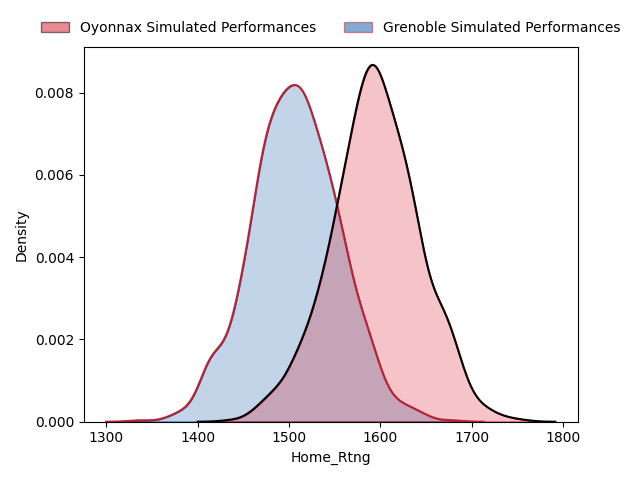 Oyonnax Simulated Performances
Grenoble Simulated Performances
0.008
0.006
0.004
0.002
0.000
Density
1300
1400
1500
1600
1700
1800
Home_Rtng